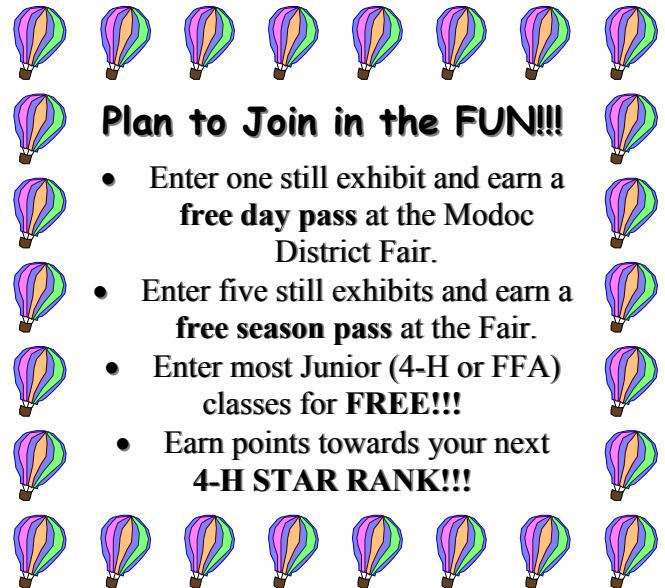 Plan to Join in the FUN!!!
• Enter one still exhibit and earn a
free day pass at the Modoc
District Fair.
• Enter five still exhibits and earn a
free season pass at the Fair.
• Enter most Junior (4-H or FFA)
classes for FREE!!!
• Earn points towards your next
4-H STAR RANK!!!